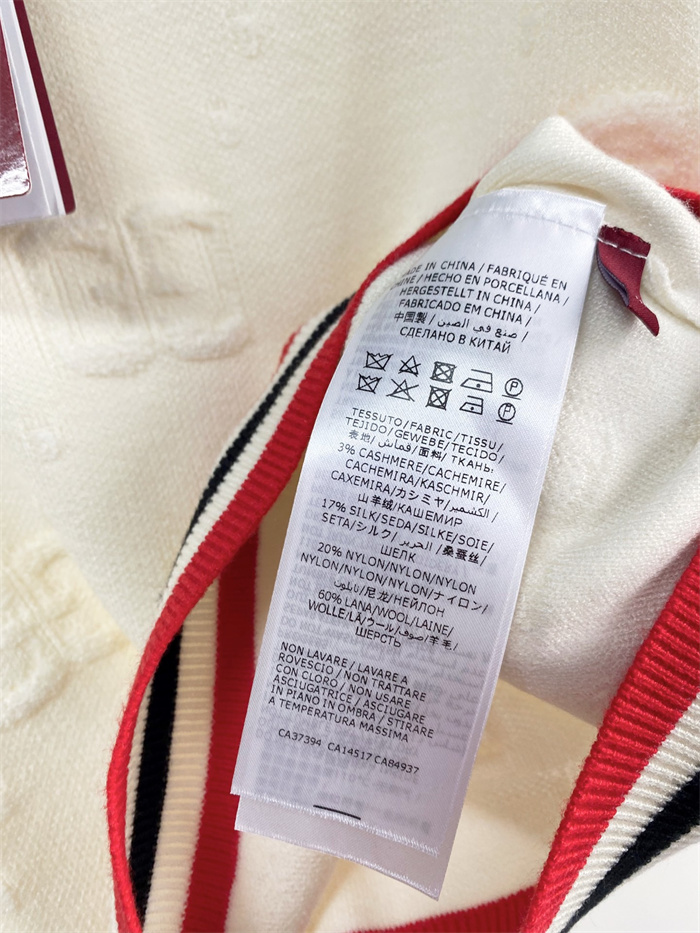 MADE IN CHINA / FABRIQUÉ EN
CHINE / HECHO EN PORCELLANA /
HERGESTELLT IN CHINA /
FABRICADO EM CHINA /
中国製 / صنع في الصين /
СДЕЛАНО В КИТАЙ
TESSUTO/FABRIC/TISSU/
TEJIDO/GEWEBE/TECIDO/
表地/ قماش /面料/ ТКАНЬ:
3% CASHMERE/CACHEMIRE/
CACHEMIRA/KASCHMIR/
CAXEMIRA/カシミヤ/ الكشمير/
山羊绒/КАШЕМИР
17% SILK/SEDA/SILKE/SOIE/
SETA/シルク/ الحرير /桑蚕丝/
ШЕЛК
20% NYLON/NYLON/NYLON
NYLON/NYLON/NYLON/ナイロン/
نايلون/尼龙/НЕЙЛОН
60% LANA/WOOL/LAINE/
WOLLE/LÃ/ウール/صوف/羊毛/
ШЕРСТЬ
NON LAVARE / LAVARE A
ROVESCIO / NON TRATTARE
CON CLORO / NON USARE
ASCIUGATRICE / ASCIUGARE
IN PIANO IN OMBRA / STIRARE
A TEMPERATURA MASSIMA
CA37394 CA14517 CA84937